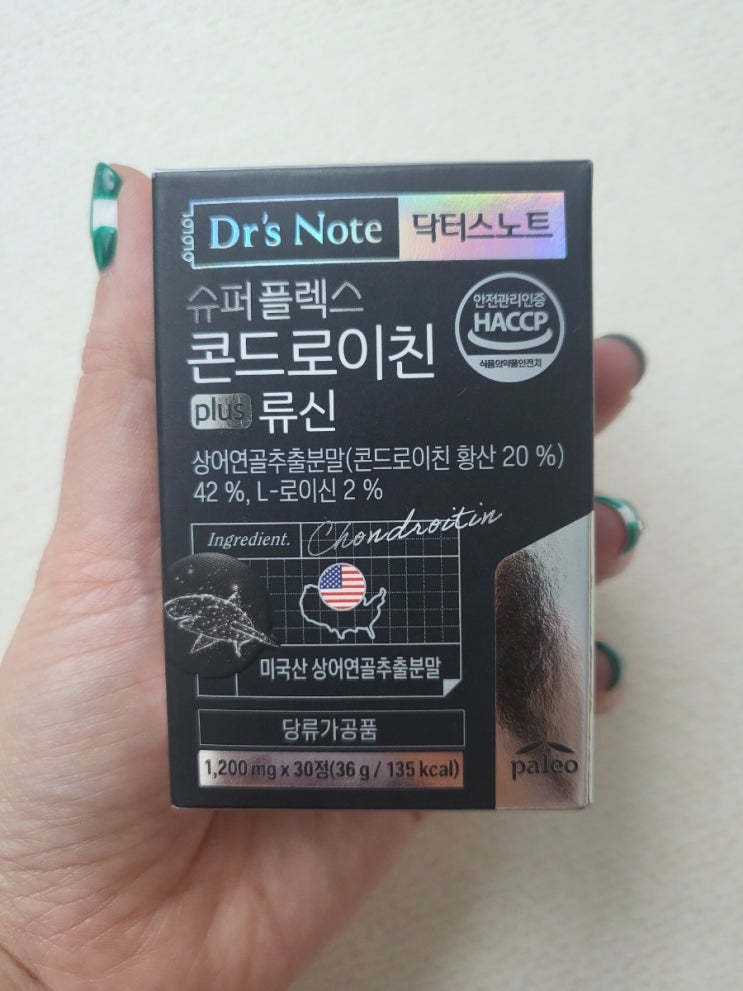 Dr's Note 닥터스노트
슈퍼플렉스
콘드로이친
plus 류신
안전관리인증
HACCP
식품의약품안전처
상어연골추출분말(콘드로이친 황산 20 %)
42 %, L-로이신 2 %
Ingredient. Chondroitin
미국산 상어연골추출분말
당류가공품
1,200 mg x 30정(36 g / 135 kcal)
paleo